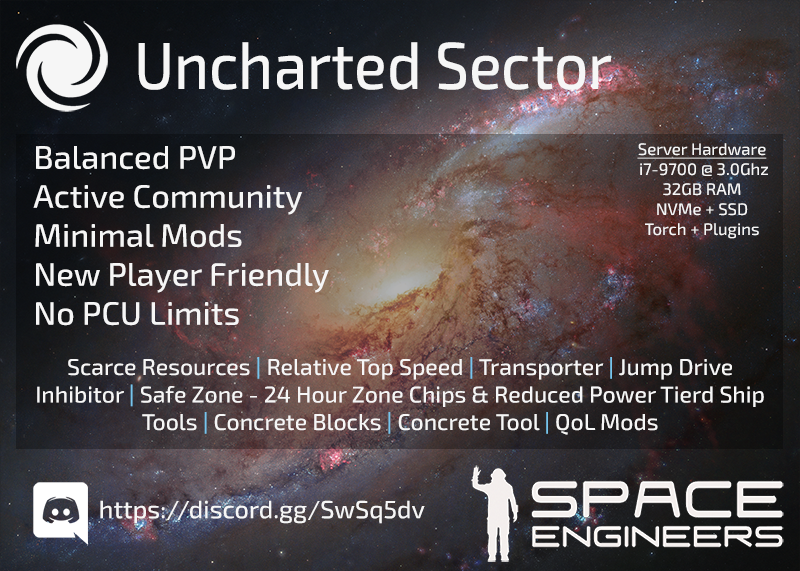 Uncharted Sector
Balanced PVP
Active Community
Minimal Mods
New Player Friendly
No PCU Limits
Server Hardware
i7-9700 @ 3.0Ghz
32GB RAM
NVMe + SSD
Torch + Plugins
Scarce Resources | Relative Top Speed | Transporter | Jump Drive
Inhibitor | Safe Zone - 24 Hour Zone Chips & Reduced Power Tierd Ship
Tools | Concrete Blocks | Concrete Tool | QoL Mods
https://discord.gg/SwSq5dv
SPACE
ENGINEERS